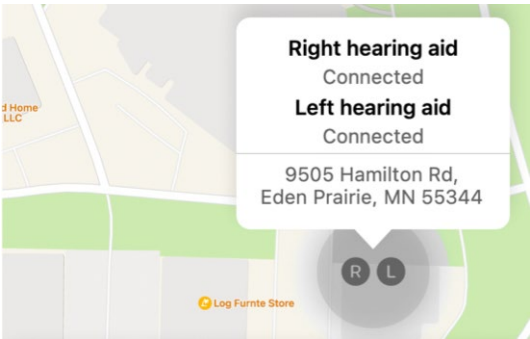 Right hearing aid
Connected
Left hearing aid
Connected
9505 Hamilton Rd,
Eden Prairie, MN 55344
d Home
LLC
R L
Log Furnte Store